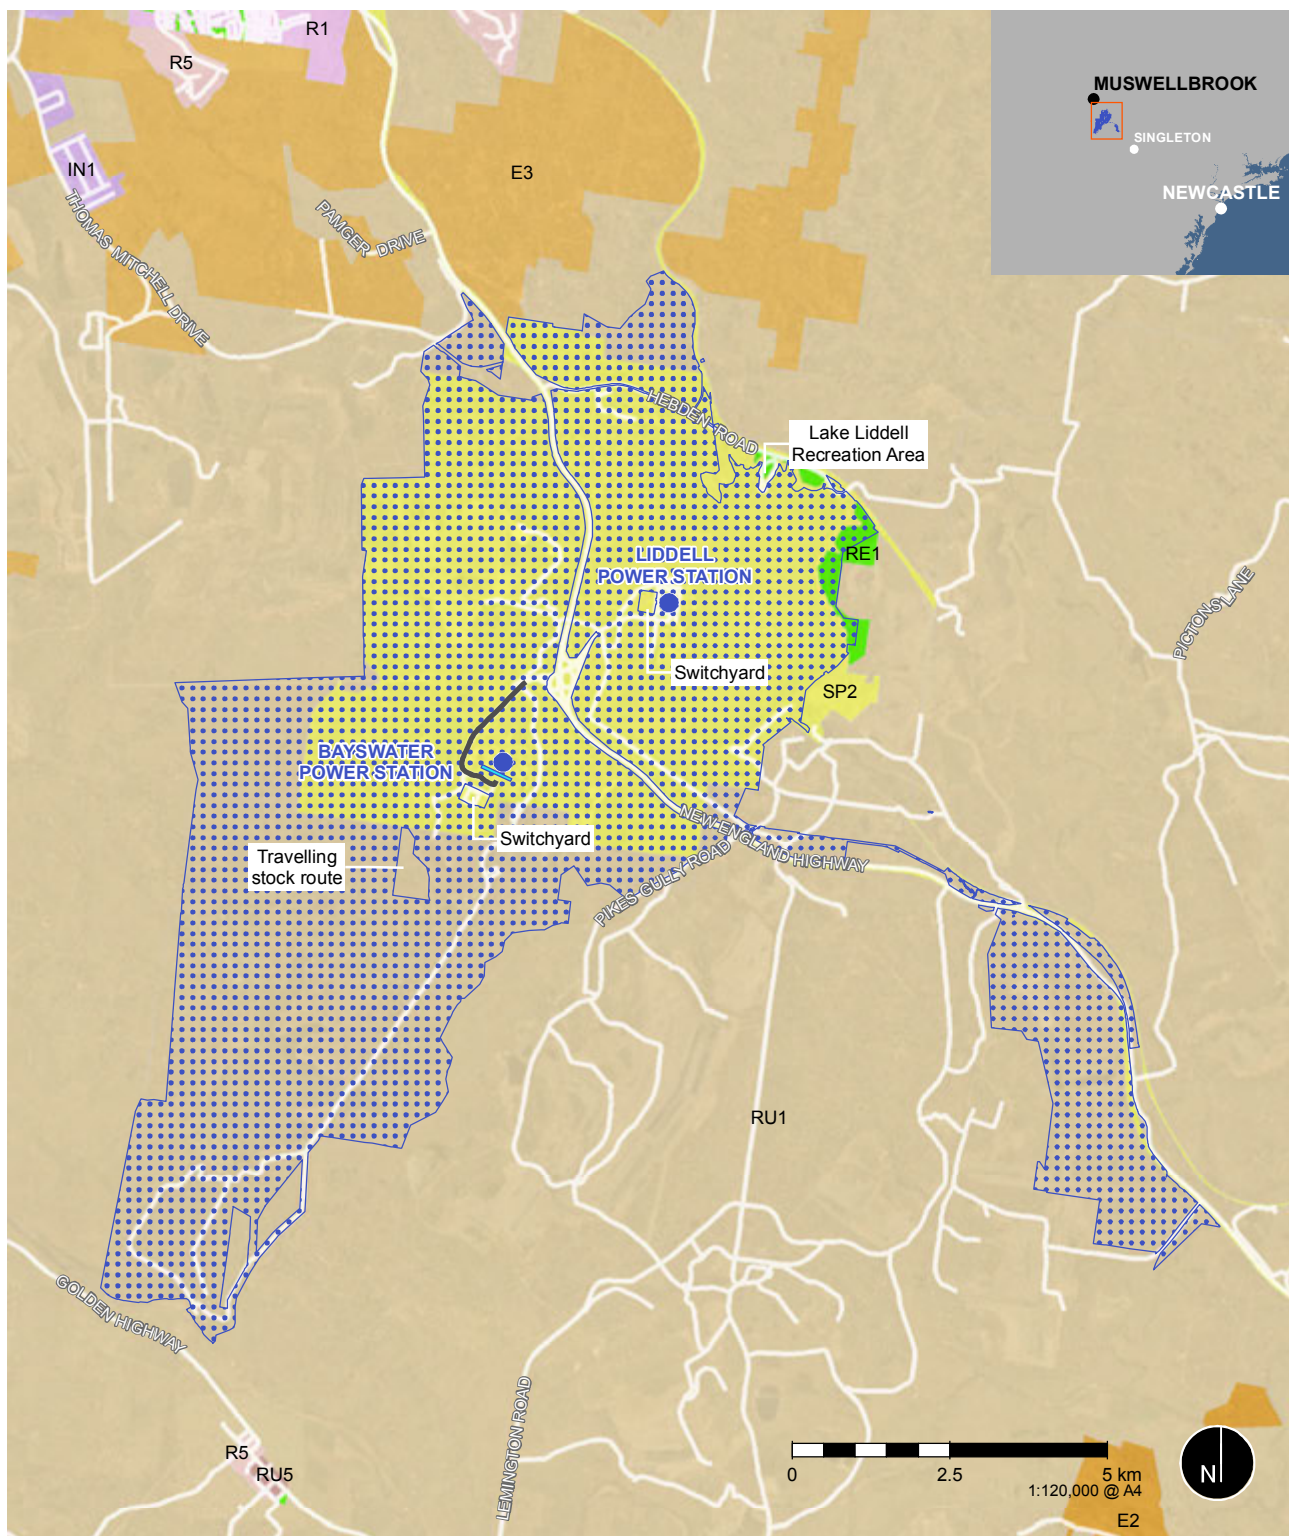 R1
R5
MUSWELLBROOK
SINGLETON
NEWCASTLE
IN1
E3
THOMAS MITCHELL DRIVE
PAMGER DRIVE
HEBDEN ROAD
Lake Liddell
Recreation Area
RE1
LIDDELL
POWER STATION
PICTONS LANE
Switchyard
SP2
BAYSWATER
POWER STATION
Switchyard
NEW ENGLAND HIGHWAY
Travelling
stock route
PIKES GULLY ROAD
RU1
GOLDEN HIGHWAY
LEMINGTON ROAD
R5
RU5
0
2.5
5 km
1:120,000 @ A4
N
E2